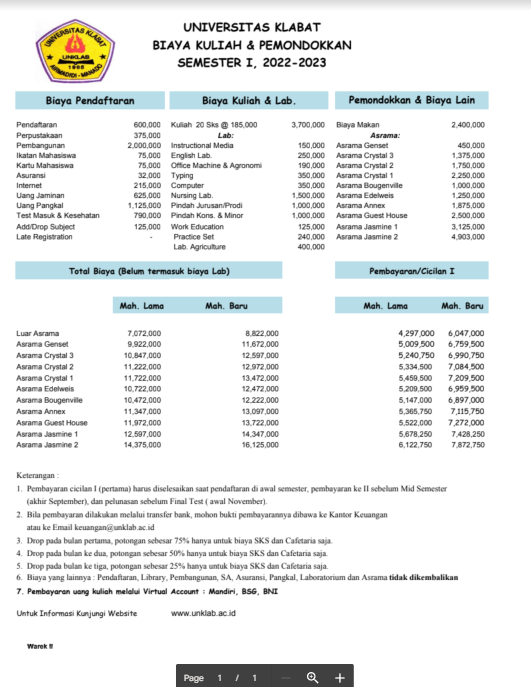 UNIVERSITAS KLABAT
UNKLAB
AIRMADIDI - MANADO
UNIVERSITAS KLABAT
BIAYA KULIAH & PEMONDOKKAN
SEMESTER I, 2022-2023
Biaya Pendaftaran Biaya Kuliah & Lab. Pemondokkan & Biaya Lain
Pendaftaran 600,000 Kuliah 20 Sks @ 185,000 3,700,000 Biaya Makan 2,400,000
Perpustakaan 375,000 Lab: Asrama:
Pembangunan 2,000,000 Instructional Media 150,000 Asrama Genset 450,000
Ikatan Mahasiswa 75,000 English Lab. 250,000 Asrama Crystal 3 1,375,000
Kartu Mahasiswa 75,000 Office Machine & Agronomi 190,000 Asrama Crystal 2 1,750,000
Asuransi 32,000 Typing 350,000 Asrama Crystal 1 2,250,000
Internet 215,000 Computer 350,000 Asrama Bougenville 1,000,000
Uang Jaminan 625,000 Nursing Lab. 1,500,000 Asrama Edelweis 1,250,000
Uang Pangkal 1,125,000 Pindah Jurusan/Prodi 1,000,000 Asrama Annex 1,875,000
Test Masuk & Kesehatan 790,000 Pindah Kons. & Minor 1,000,000 Asrama Guest House 2,500,000
Add/Drop Subject 125,000 Work Education 125,000 Asrama Jasmine 1 3,125,000
Late Registration - Practice Set 240,000 Asrama Jasmine 2 4,903,000
Lab. Agriculture 400,000
Total Biaya (Belum termasuk biaya Lab) Pembayaran/Cicilan I
Mah. Lama Mah. Baru Mah. Lama Mah. Baru
Luar Asrama 7,072,000 8,822,000 4,297,000 6,047,000
Asrama Genset 9,922,000 11,672,000 5,009,500 6,759,500
Asrama Crystal 3 10,847,000 12,597,000 5,240,750 6,990,750
Asrama Crystal 2 11,222,000 12,972,000 5,334,500 7,084,500
Asrama Crystal 1 11,722,000 13,472,000 5,459,500 7,209,500
Asrama Edelweis 10,722,000 12,472,000 5,209,500 6,959,500
Asrama Bougenville 10,472,000 12,222,000 5,147,000 6,897,000
Asrama Annex 11,347,000 13,097,000 5,365,750 7,115,750
Asrama Guest House 11,972,000 13,722,000 5,522,000 7,272,000
Asrama Jasmine 1 12,597,000 14,347,000 5,678,250 7,428,250
Asrama Jasmine 2 14,375,000 16,125,000 6,122,750 7,872,750
Keterangan :
1. Pembayaran cicilan I (pertama) harus diselesaikan saat pendaftaran di awal semester, pembayaran ke II sebelum Mid Semester
(akhir September), dan pelunasan sebelum Final Test ( awal November).
2. Bila pembayaran dilakukan melalui transfer bank, mohon bukti pembayarannya dibawa ke Kantor Keuangan
atau ke Email keuangan@unklab.ac.id
3. Drop pada bulan pertama, potongan sebesar 75% hanya untuk biaya SKS dan Cafetaria saja.
4. Drop pada bulan ke dua, potongan sebesar 50% hanya untuk biaya SKS dan Cafetaria saja.
5. Drop pada bulan ke tiga, potongan sebesar 25% hanya untuk biaya SKS dan Cafetaria saja.
6. Biaya yang lainnya : Pendaftaran, Library, Pembangunan, SA, Asuransi, Pangkal, Laboratorium dan Asrama tidak dikembalikan
7. Pembayaran uang kuliah melalui Virtual Account : Mandiri, BSG, BNI
Untuk Informasi Kunjungi Website www.unklab.ac.id
Warek II
Page 1 / 1